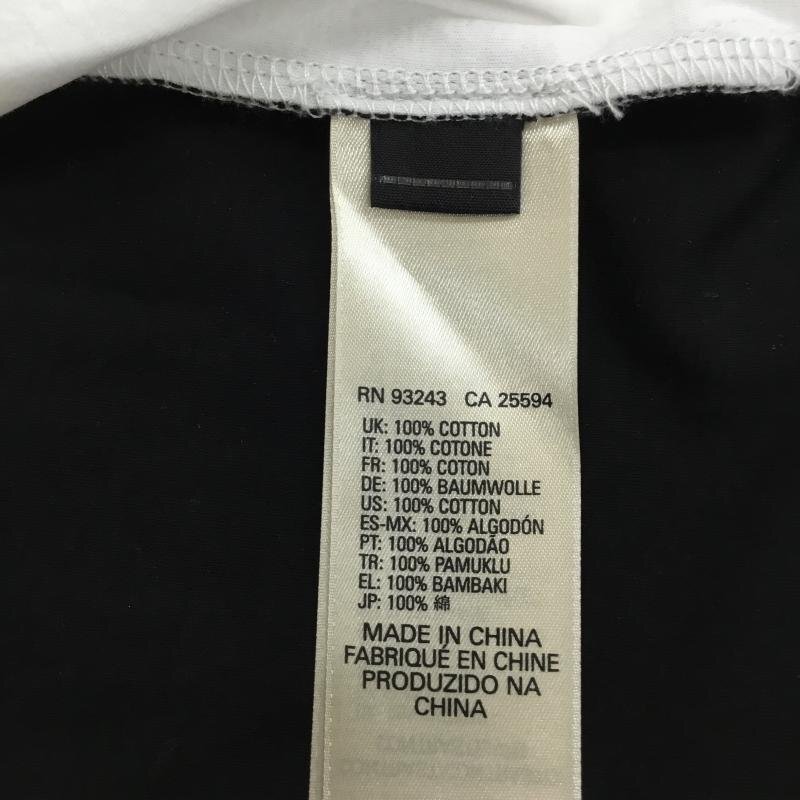 RN 93243 CA 25594
UK: 100% COTTON
IT: 100% COTONE
FR: 100% COTON
DE: 100% BAUMWOLLE
US: 100% COTTON
ES-MX: 100% ALGODÓN
PT: 100% ALGODÃO
TR: 100% PAMUKLU
EL: 100% BAMBAKI
JP: 100% 綿
MADE IN CHINA
FABRIQUÉ EN CHINE
PRODUZIDO NA
CHINA